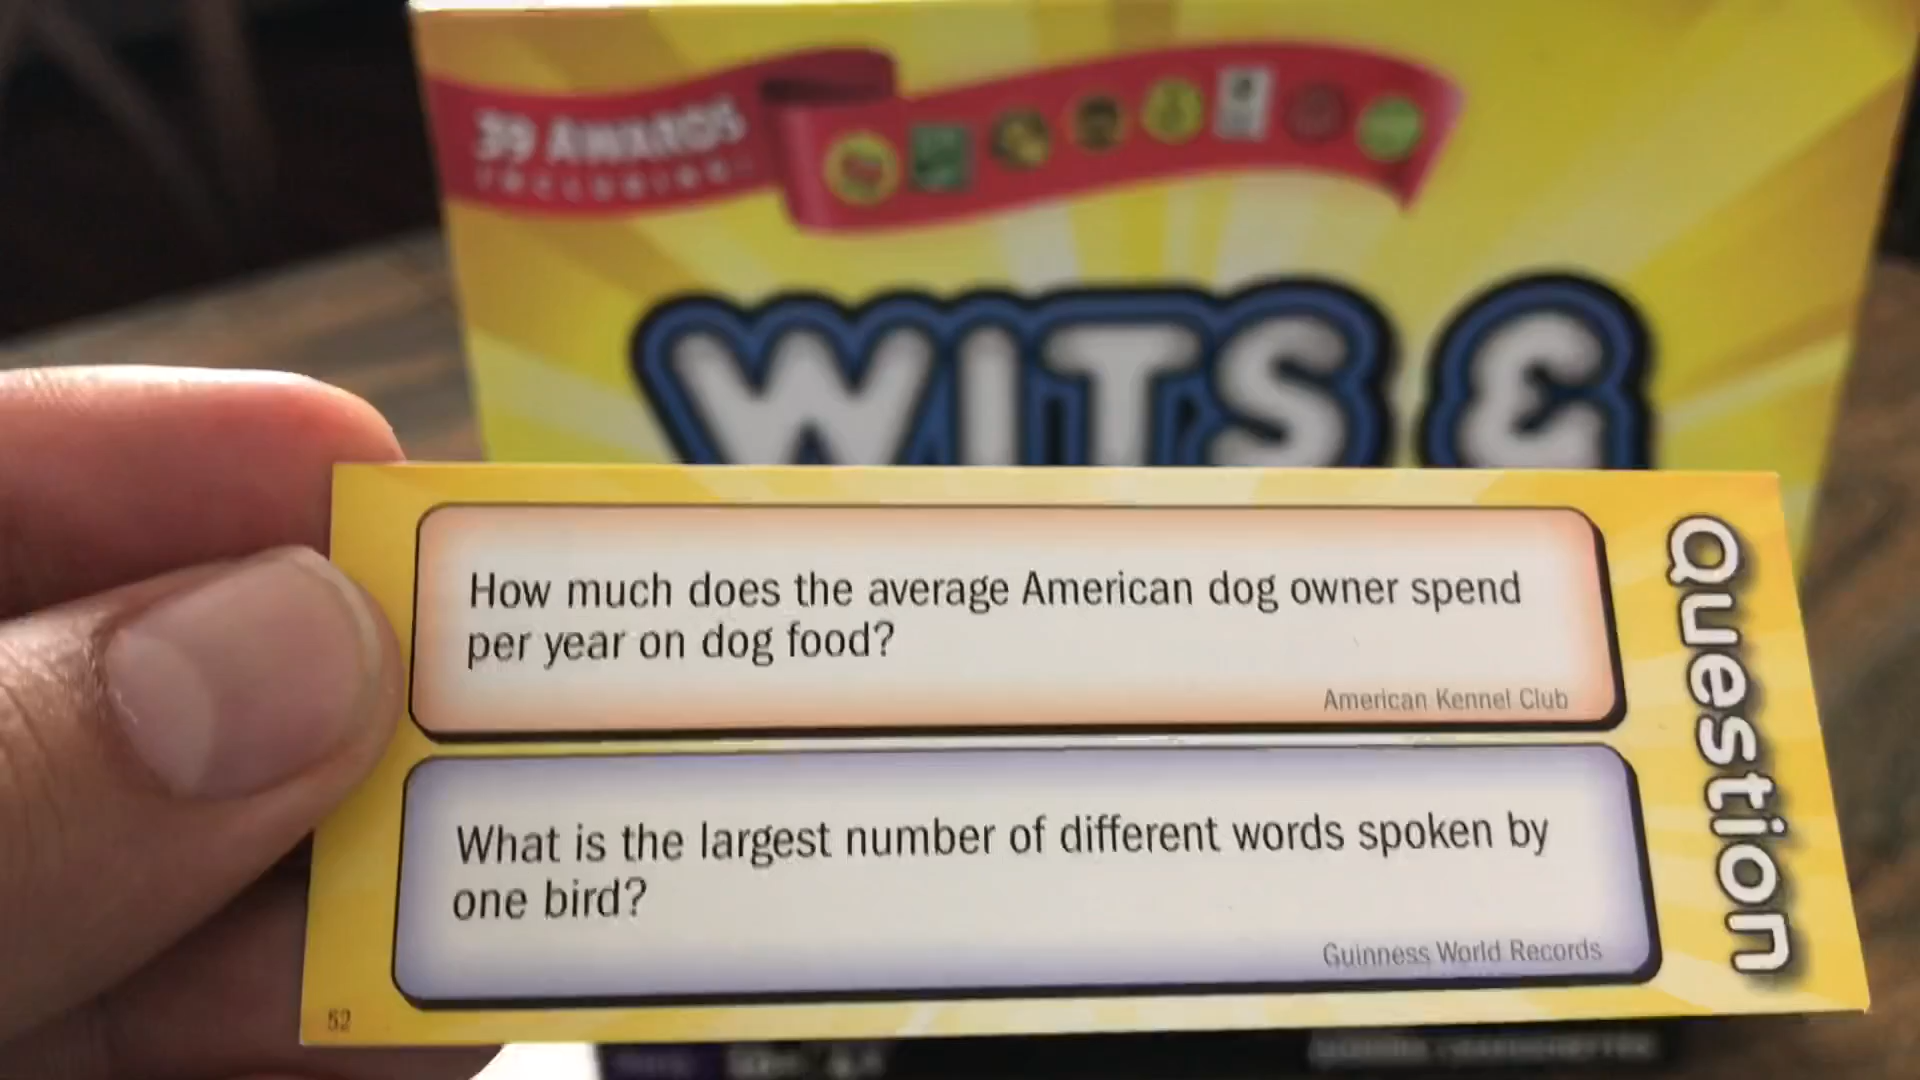 39 AWARDS
INCLUDING:
WITS &
How much does the average American dog owner spend
per year on dog food?
American Kennel Club
What is the largest number of different words spoken by
one bird?
Guinness World Records
Question
52